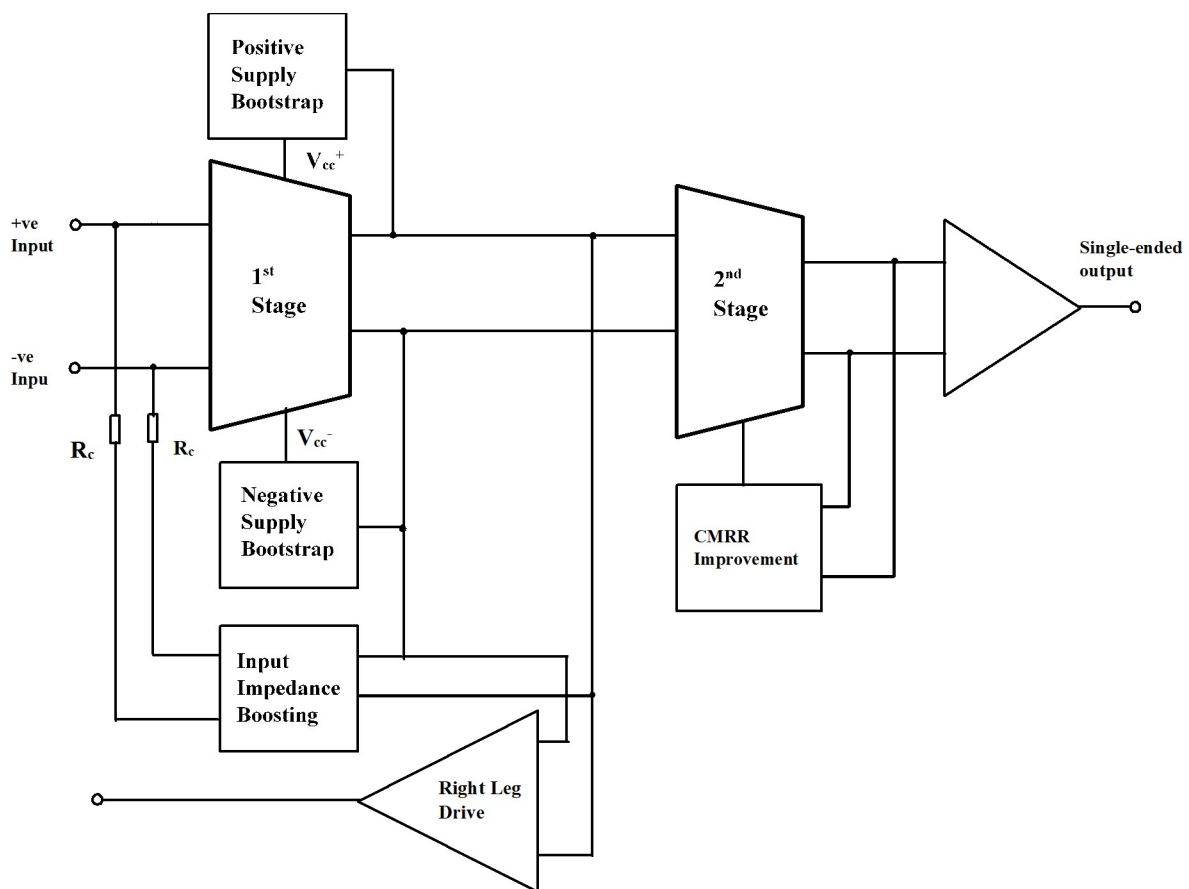 Positive
Supply
Bootstrap
Vcc+
+ve
Input
1st
Stage
2nd
Stage
Single-ended
output
-ve
Inpu
Rc
Rc
Vcc-
Negative
Supply
Bootstrap
CMRR
Improvement
Input
Impedance
Boosting
Right Leg
Drive